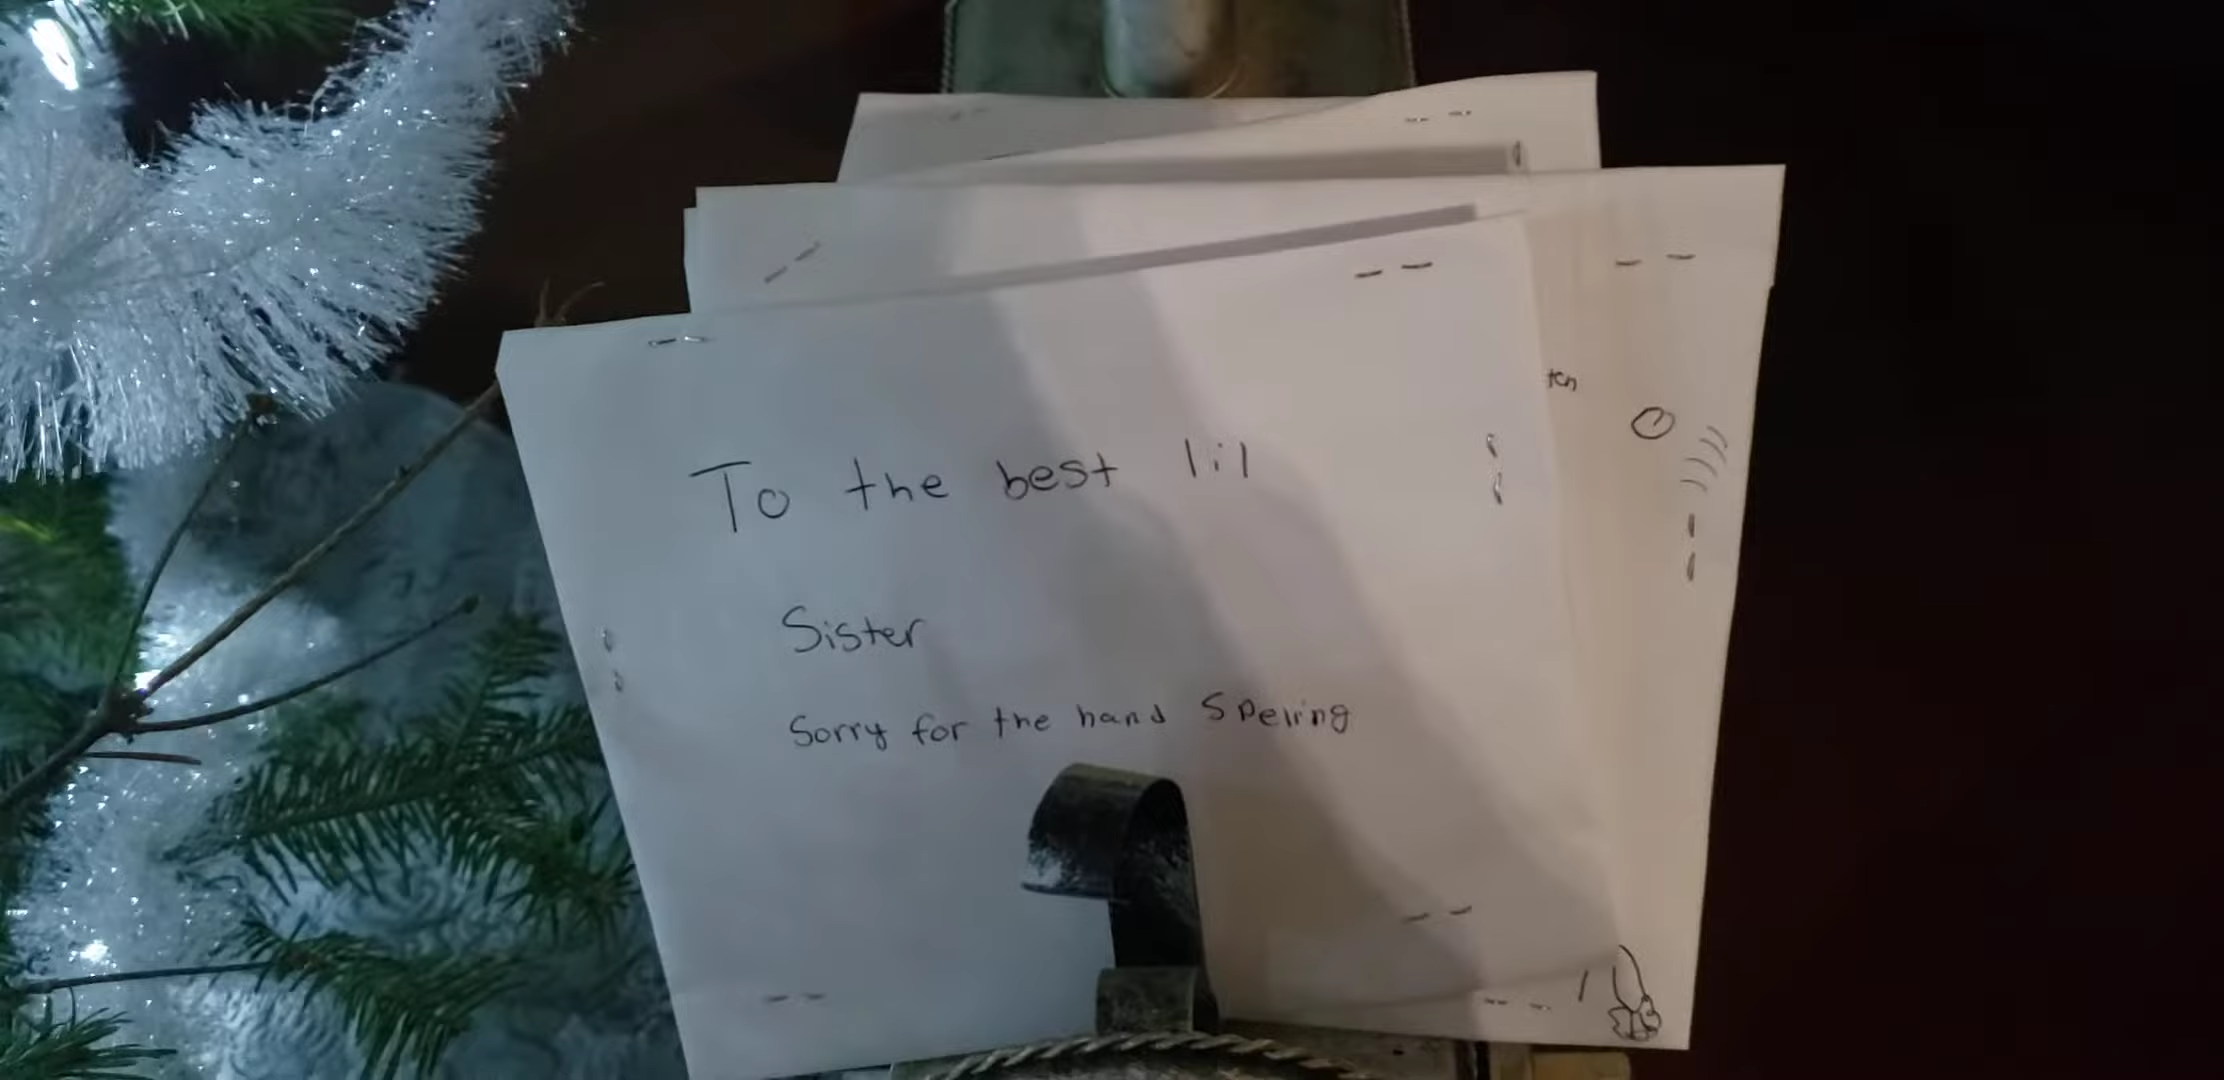 To the best lil
Sister
Sorry for the hand Speling